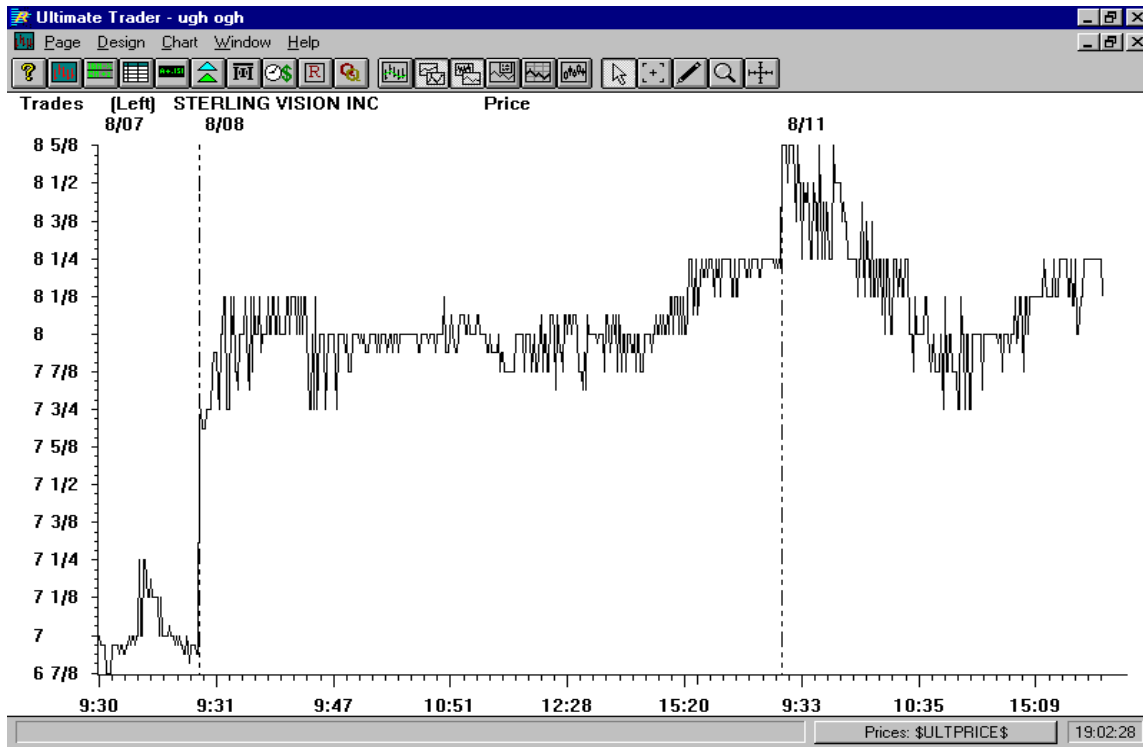 Ultimate Trader - ugh ogh
Page Design Chart Window Help
Trades (Left) STERLING VISION INC Price
8/07 8/08 8/11
8 5/8
8 1/2
8 3/8
8 1/4
8 1/8
8
7 7/8
7 3/4
7 5/8
7 1/2
7 3/8
7 1/4
7 1/8
7
6 7/8
9:30 9:31 9:47 10:51 12:28 15:20 9:33 10:35 15:09
Prices: $ULTPRICE$ 19:02:28